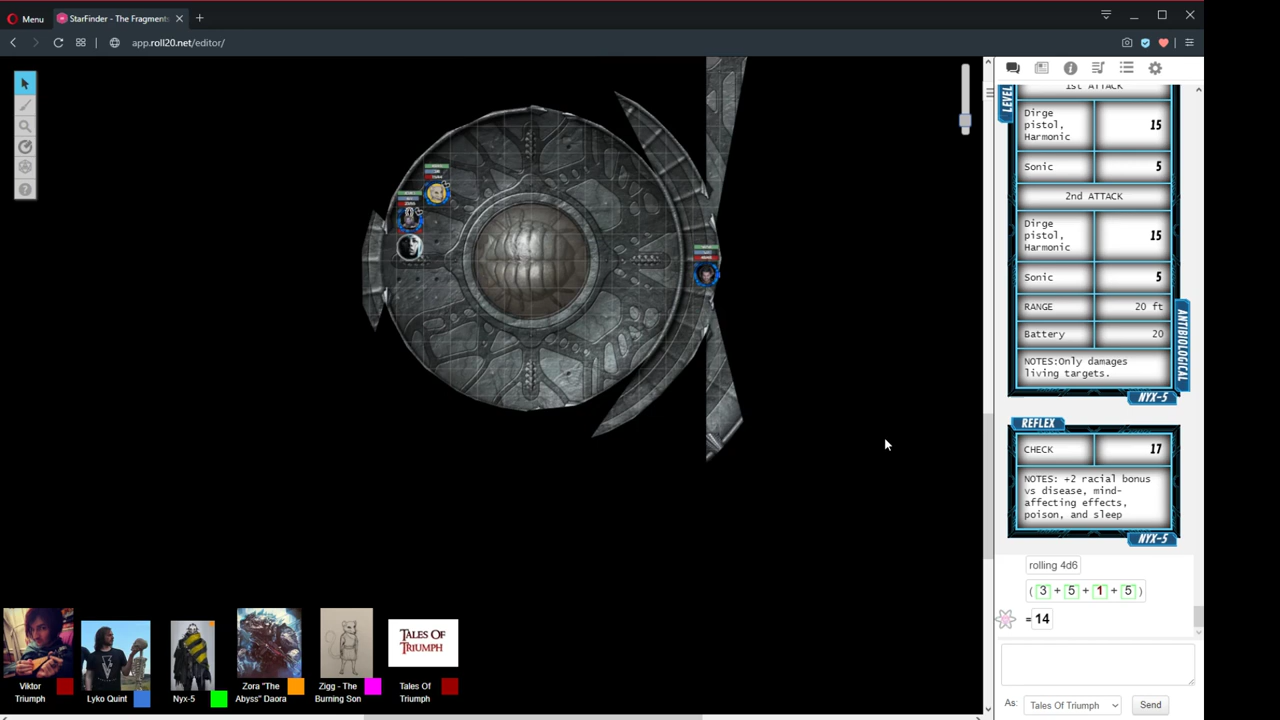 Menu
StarFinder - The Fragments
app.roll20.net/editor/
LEVEL
1st ATTACK
Dirge
pistol,
Harmonic
15
Sonic
5
2nd ATTACK
Dirge
pistol,
Harmonic
15
Sonic
5
RANGE
20 ft
Battery
20
ANTIBIOLOGICAL
NOTES:Only damages
living targets.
NYX-5
REFLEX
CHECK
17
NOTES: +2 racial bonus
vs disease, mind-
affecting effects,
poison, and sleep
NYX-5
rolling 4d6
( 3 + 5 + 1 + 5 )
= 14
TALES OF
TRIUMPH
Viktor
Triumph
Lyko Quint
Nyx-5
Zora "The
Abyss" Daora
Zigg - The
Burning Son
Tales Of
Triumph
As:
Tales Of Triumph
Send